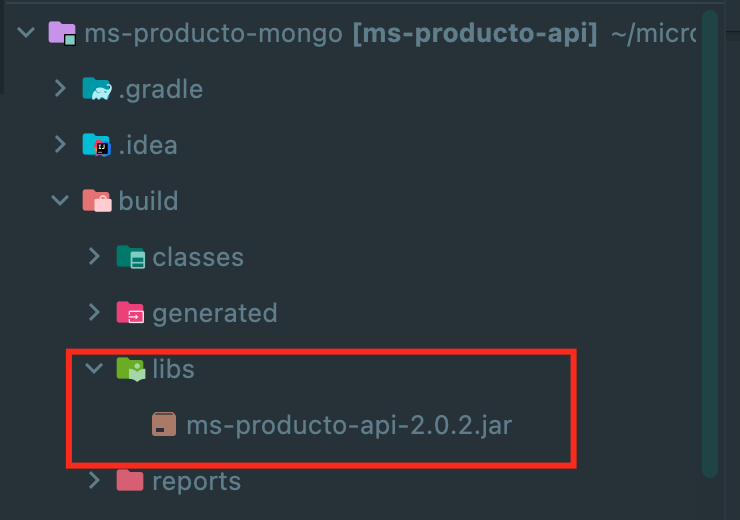 ms-producto-mongo [ms-producto-api] ~/micro
.gradle
.idea
build
classes
generated
libs
ms-producto-api-2.0.2.jar
reports